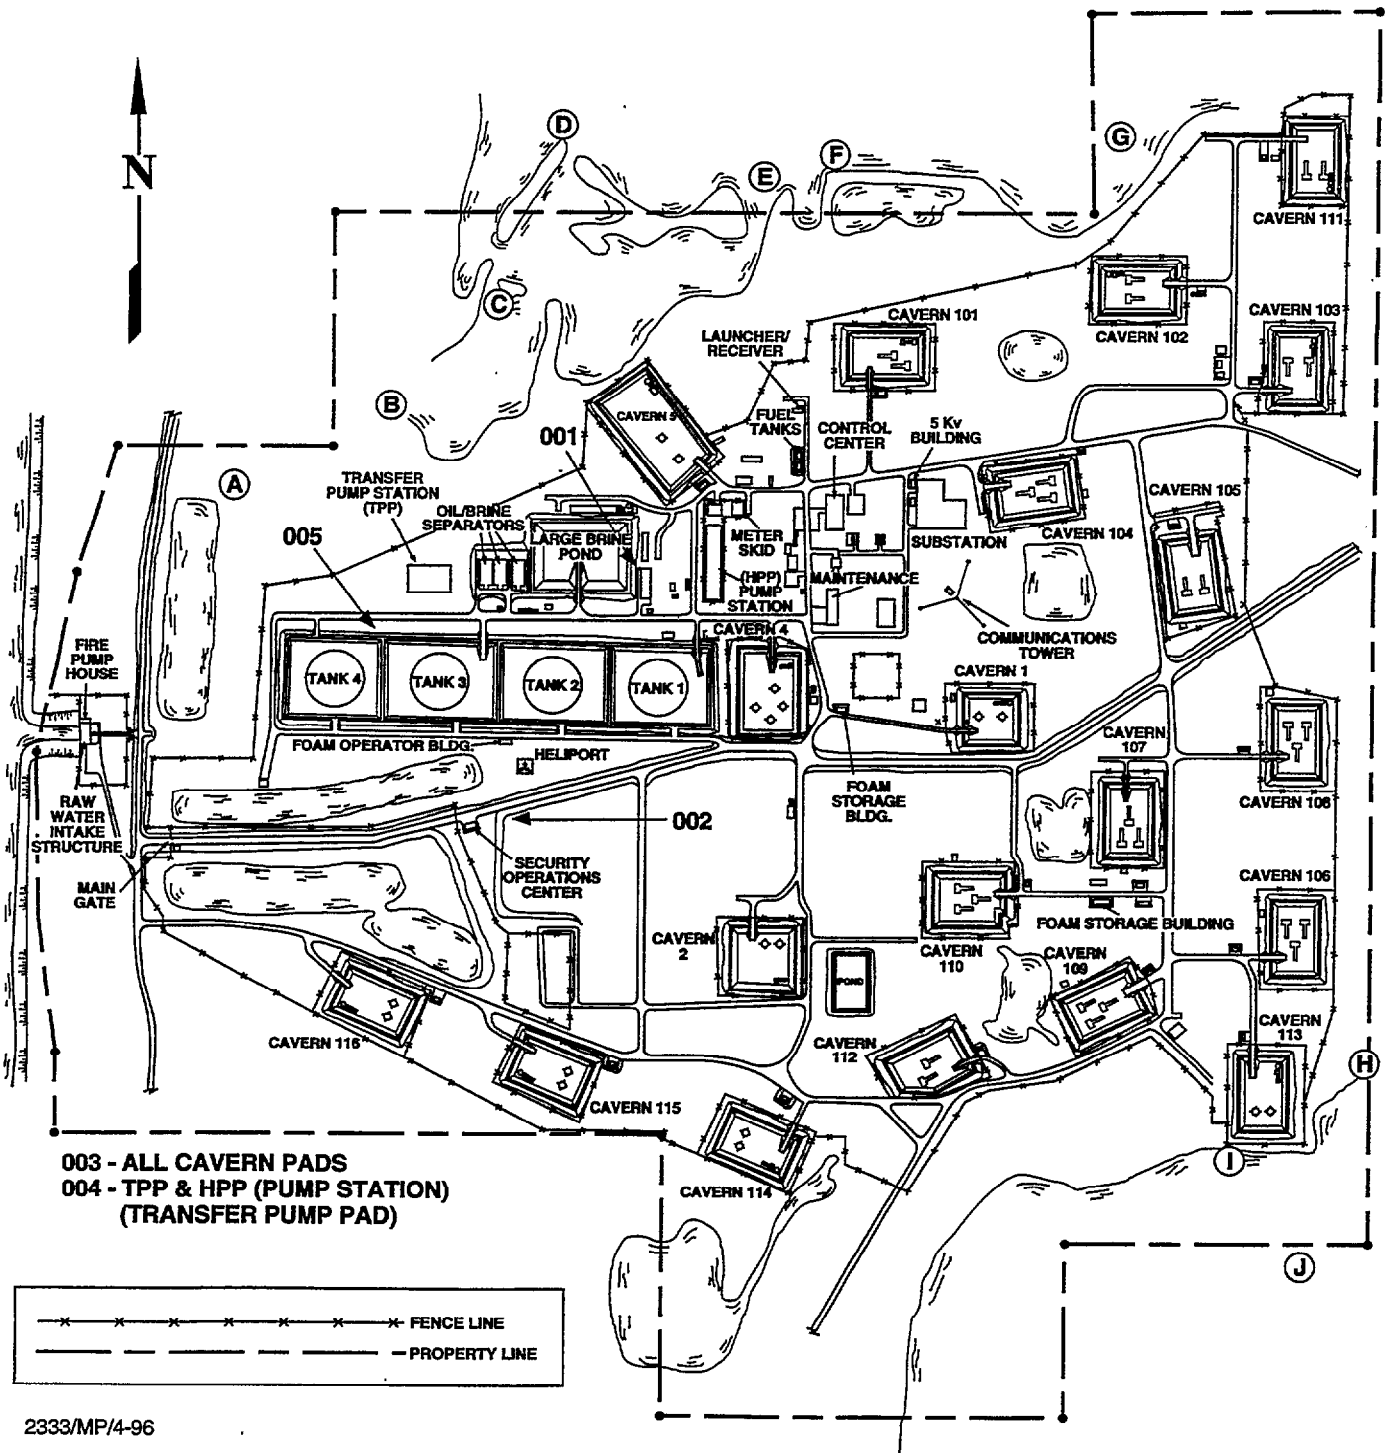 N
D
E
F
G
C
B
A
CAVERN 111
CAVERN 102
CAVERN 103
CAVERN 101
LAUNCHER/
RECEIVER
CAVERN 5
FUEL
TANKS
CONTROL
CENTER
5 Kv
BUILDING
001
TRANSFER
PUMP STATION
(TPP)
OIL/BRINE
SEPARATORS
LARGE BRINE
POND
METER
SKID
(HPP)
PUMP
STATION
SUBSTATION
MAINTENANCE
CAVERN 104
CAVERN 105
005
COMMUNICATIONS
TOWER
CAVERN 4
CAVERN 1
FIRE
PUMP
HOUSE
TANK 4
TANK 3
TANK 2
TANK 1
FOAM OPERATOR BLDG.
HELIPORT
CAVERN
107
CAVERN 108
RAW
WATER
INTAKE
STRUCTURE
MAIN
GATE
002
FOAM
STORAGE
BLDG.
SECURITY
OPERATIONS
CENTER
CAVERN 106
FOAM STORAGE BUILDING
CAVERN
2
CAVERN
110
CAVERN
109
POND
CAVERN
112
CAVERN
113
CAVERN 116
CAVERN 115
CAVERN 114
H
I
J
003 - ALL CAVERN PADS
004 - TPP & HPP (PUMP STATION)
(TRANSFER PUMP PAD)
FENCE LINE
PROPERTY LINE
2333/MP/4-96